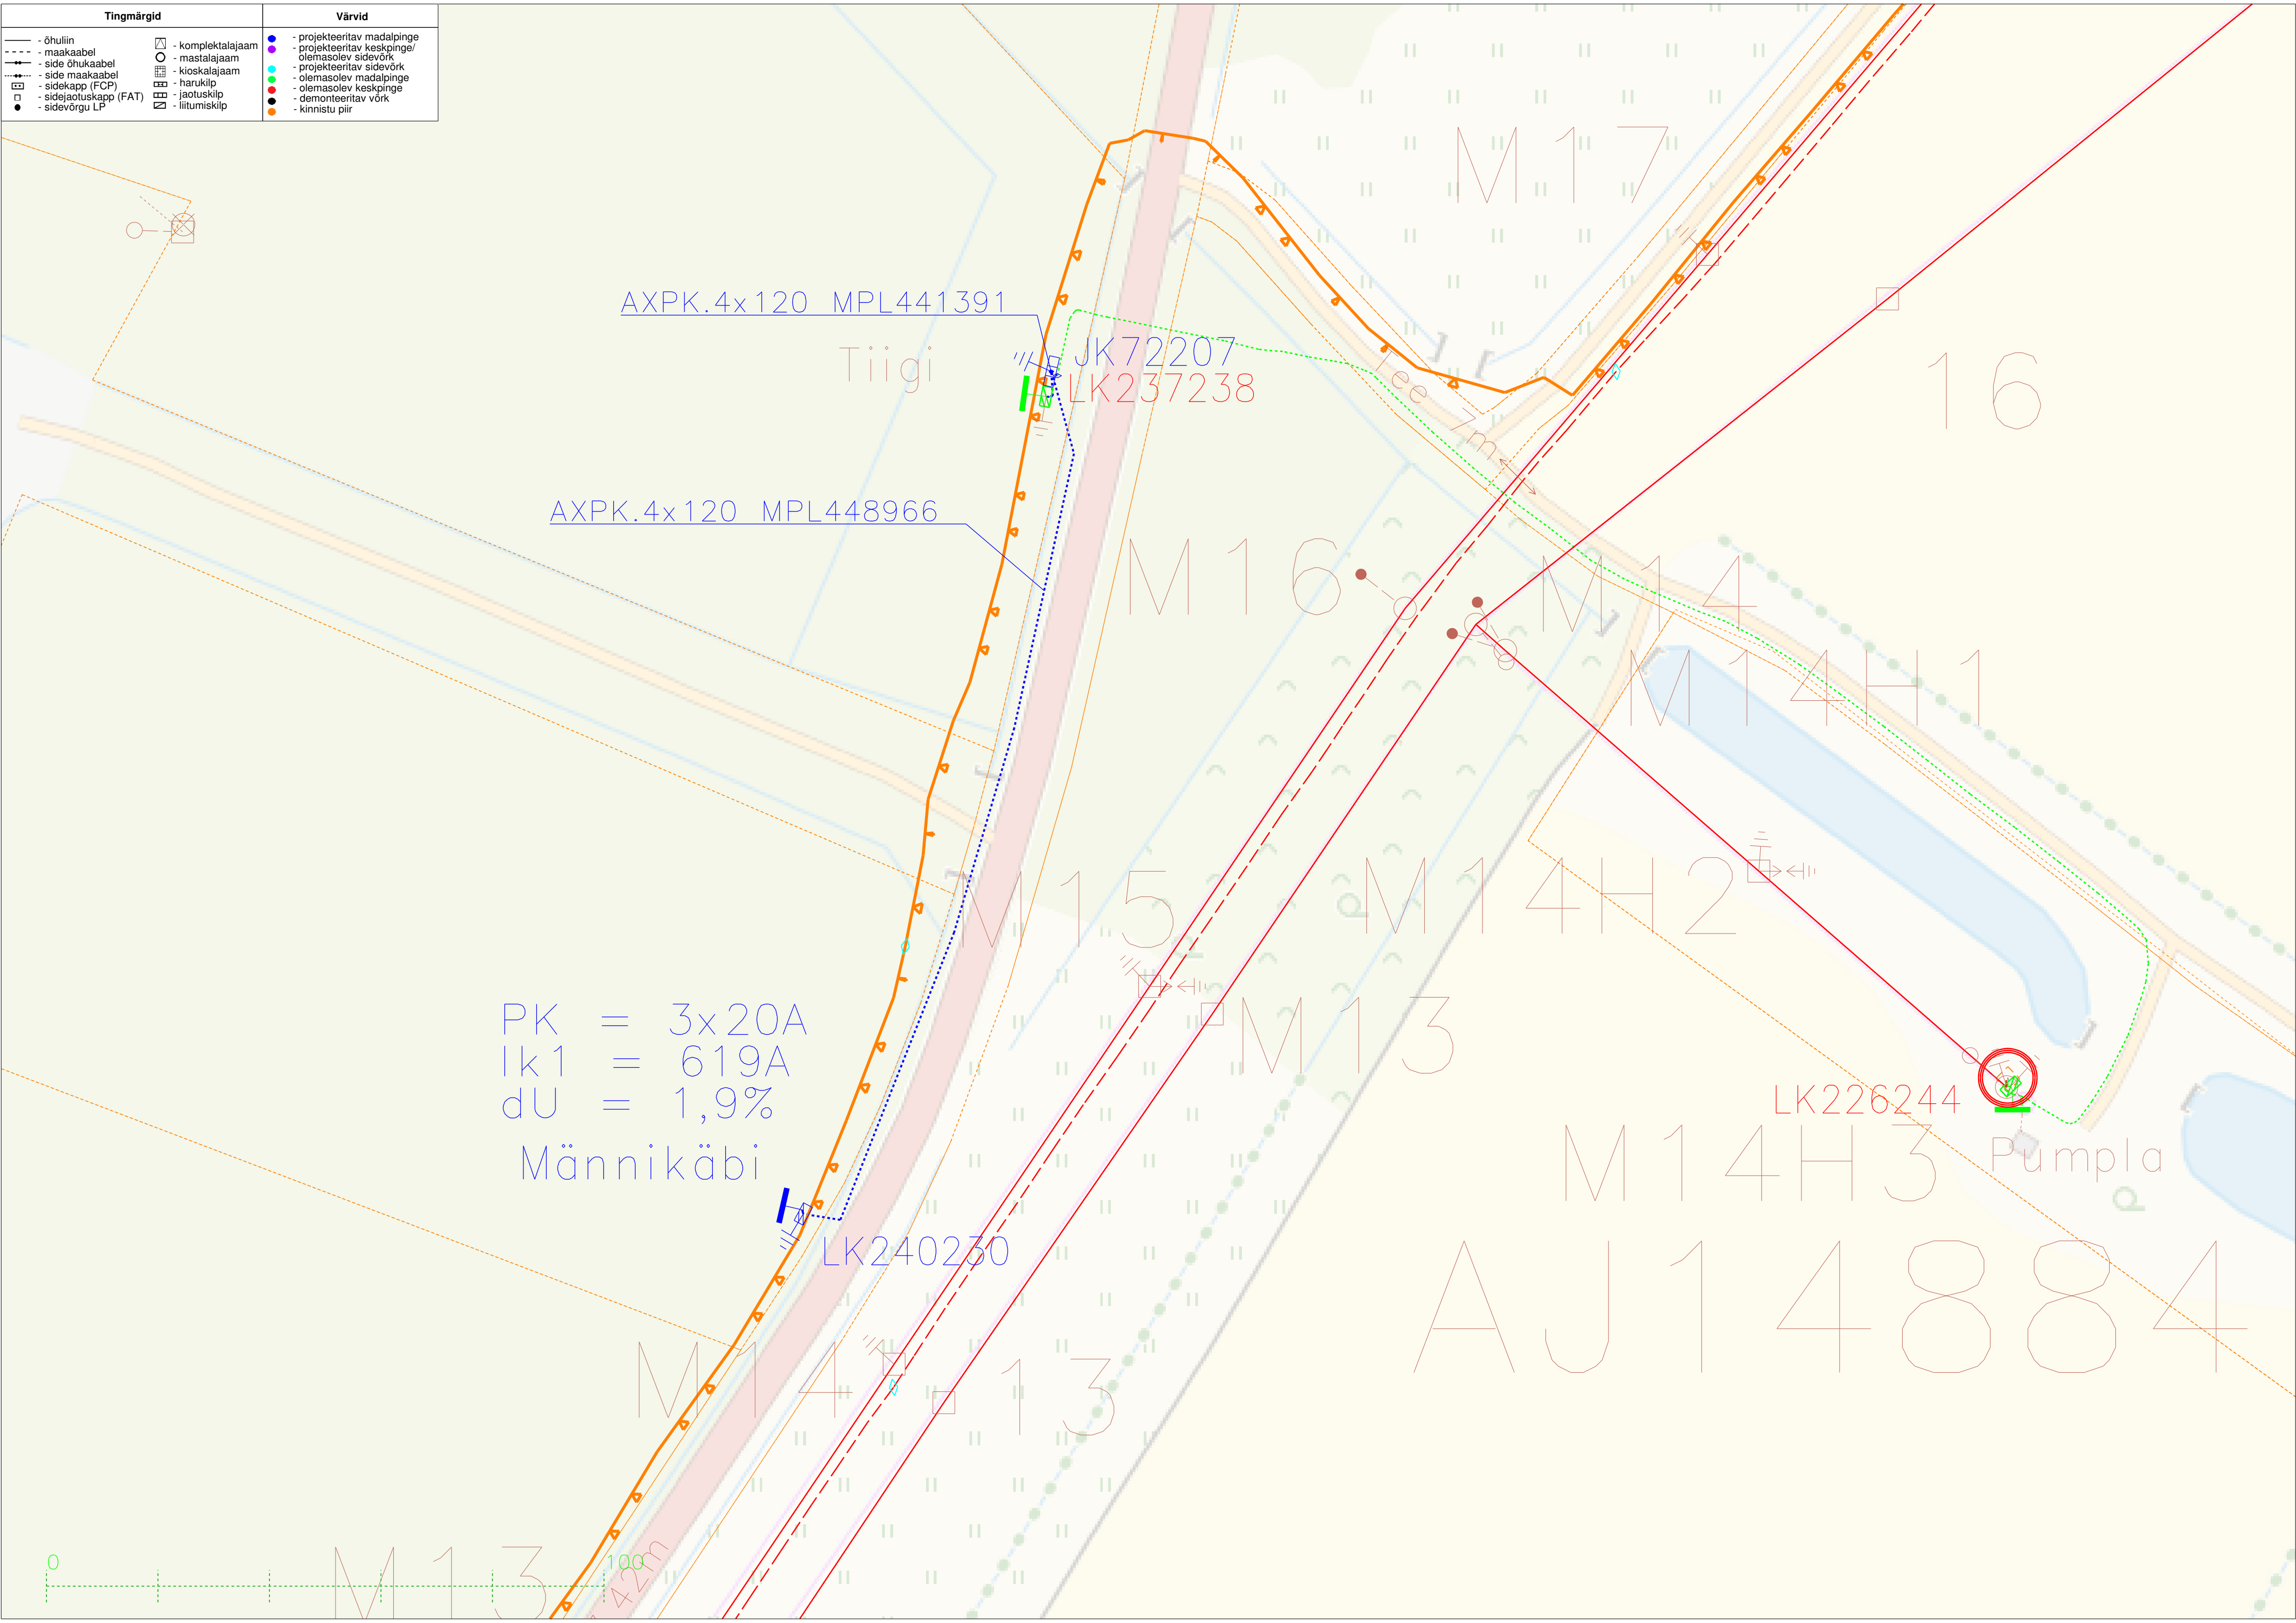 Tingmärgid
- õhuliin
- maakaabel
- side õhukaabel
- side maakaabel
- sidekapp (FCP)
- sidejaotuskapp (FAT)
- sidevõrgu LP
- komplektalajaam
- mastalajaam
- kioskalajaam
- harukilp
- jaotuskilp
- liitumiskilp
Värvid
- projekteeritav madalpinge
- projekteeritav keskpinge/
olemasolev sidevõrk
- projekteeritav sidevõrk
- olemasolev madalpinge
- olemasolev keskpinge
- demonteeritav võrk
- kinnistu piir
M17
AXPK.4x120 MPL441391
Tiigi
JK72207
LK237238
Tee 7m
16
AXPK.4x120 MPL448966
M16
M14
M14H1
M15
M14H2
PK = 3x20A
Ik1 = 619A
dU = 1,9%
Männikäbi
M13
LK226244
M14H3
Pumpla
LK240230
AJ14884
M14
13
0
100
M13
42m